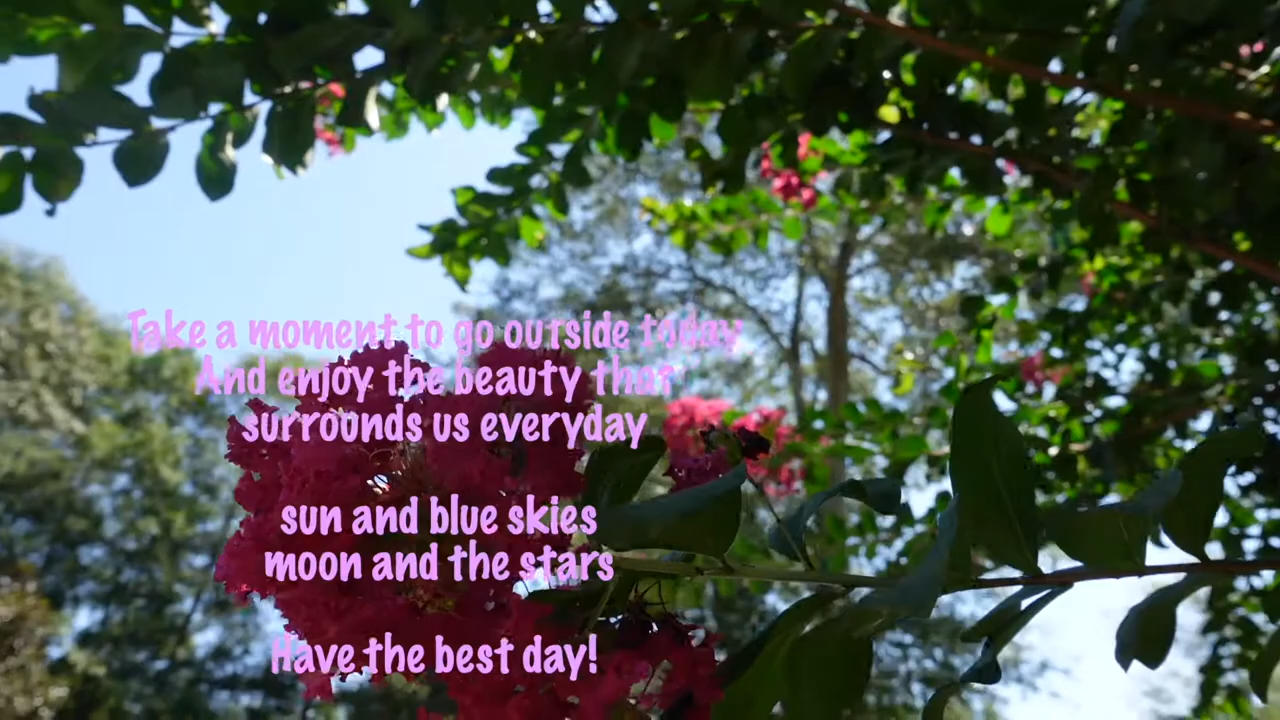 Take a moment to go outside today
And enjoy the beauty that
surrounds us everyday
sun and blue skies
moon and the stars
Have the best day!